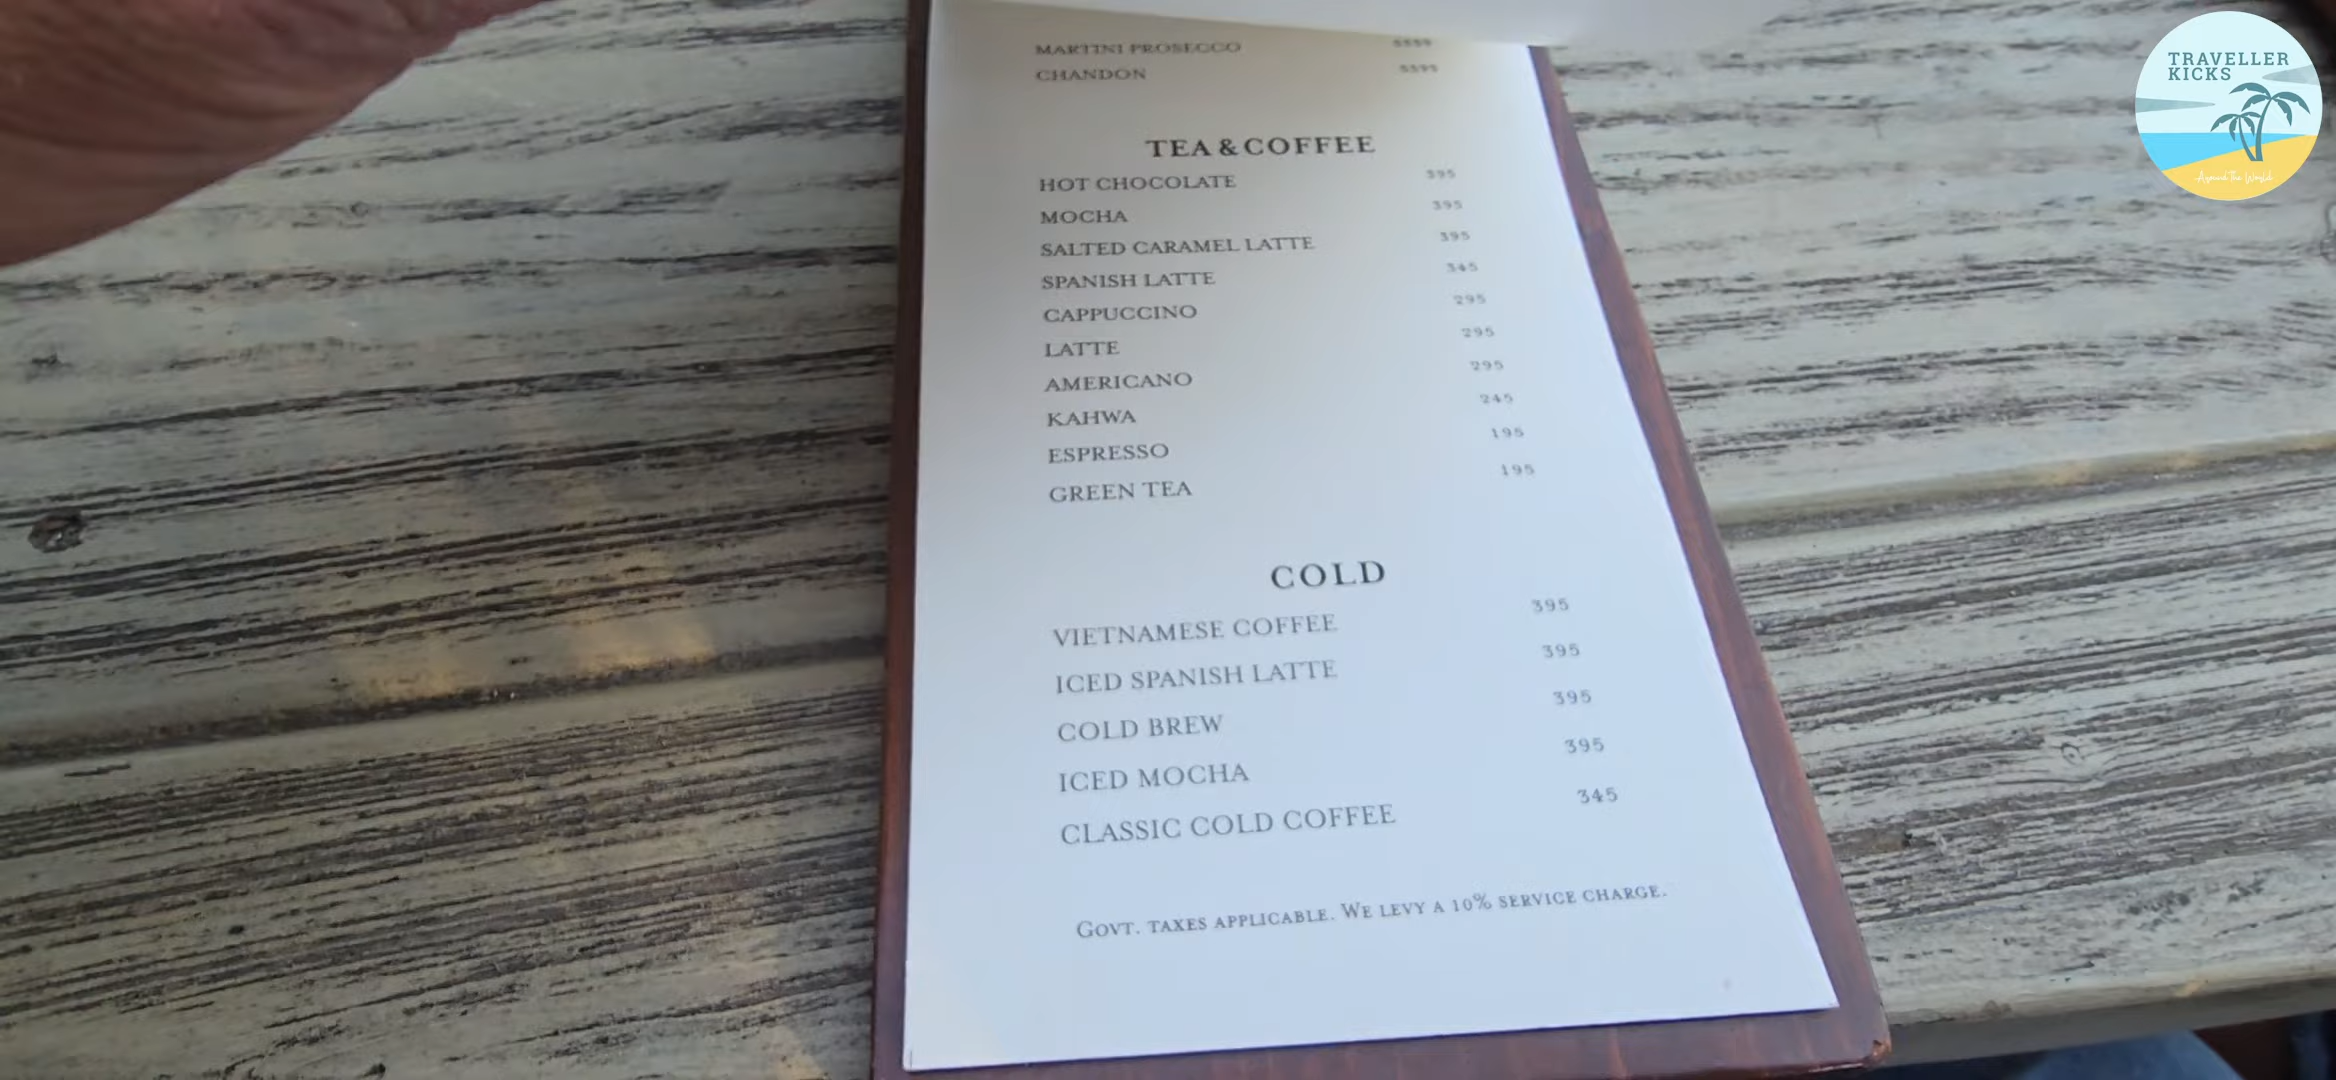 TRAVELLER
KICKS
Around The World
MARTINI PROSECCO
CHANDON
TEA & COFFEE
HOT CHOCOLATE 395
MOCHA 395
SALTED CARAMEL LATTE 395
SPANISH LATTE 345
CAPPUCCINO 295
LATTE 295
AMERICANO 295
KAHWA 245
ESPRESSO 195
GREEN TEA 195
COLD
VIETNAMESE COFFEE 395
ICED SPANISH LATTE 395
COLD BREW 395
ICED MOCHA 395
CLASSIC COLD COFFEE 345
GOVT. TAXES APPLICABLE. WE LEVY A 10% SERVICE CHARGE.